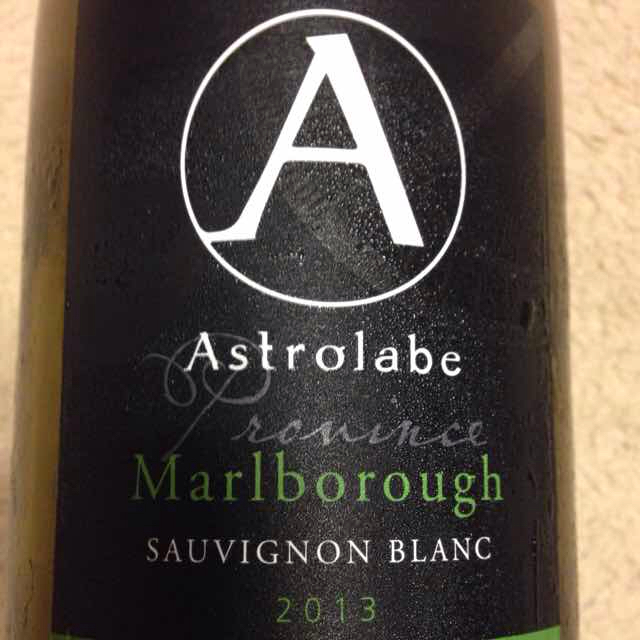 A
Astrolabe
Province
Marlborough
SAUVIGNON BLANC
2013